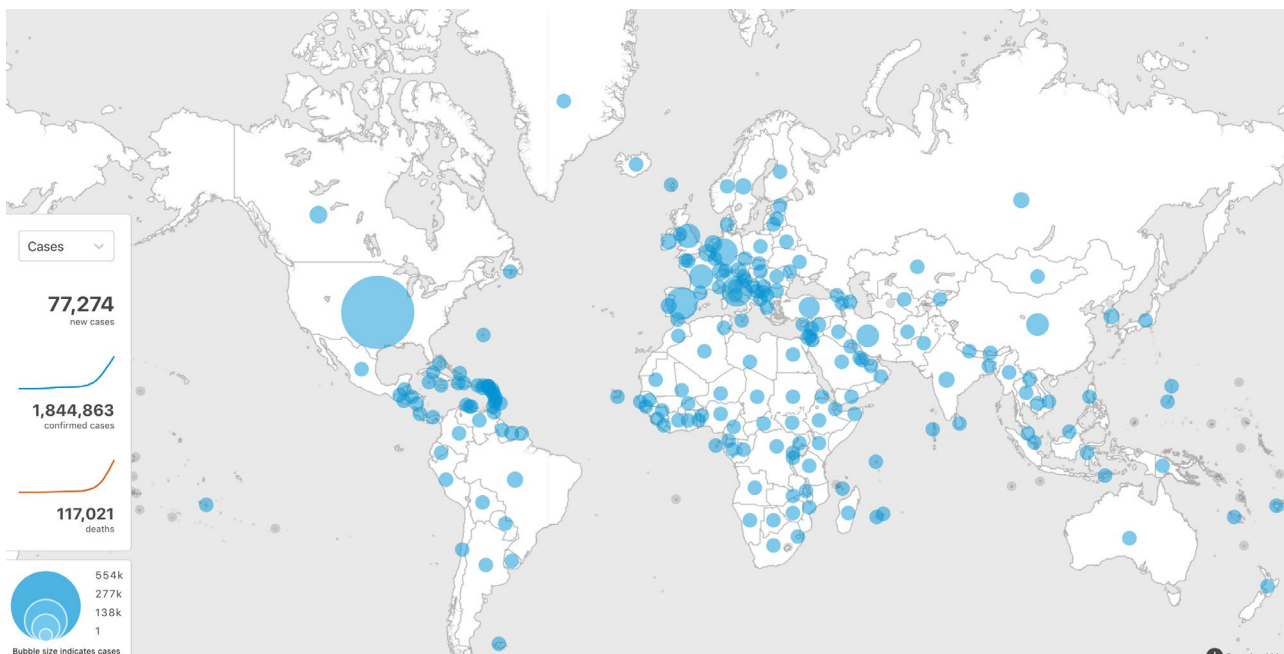 Cases
77,274
new cases
1,844,863
confirmed cases
117,021
deaths
554k
277k
138k
1
Bubble size indicates cases